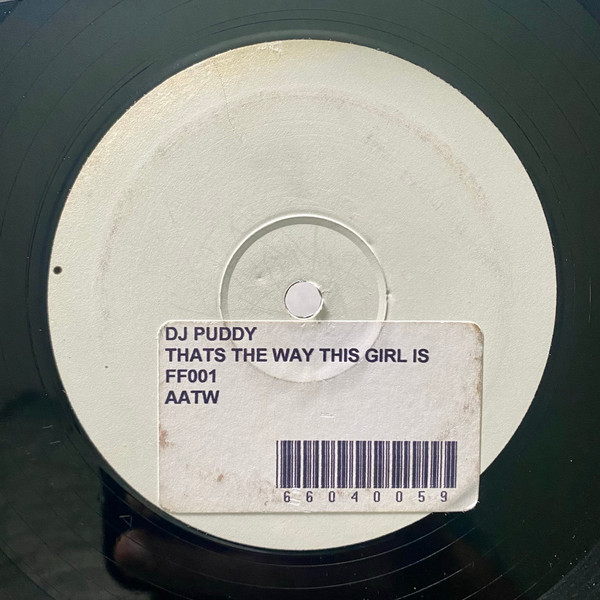 DJ PUDDY
THATS THE WAY THIS GIRL IS
FF001
AATW
66040059